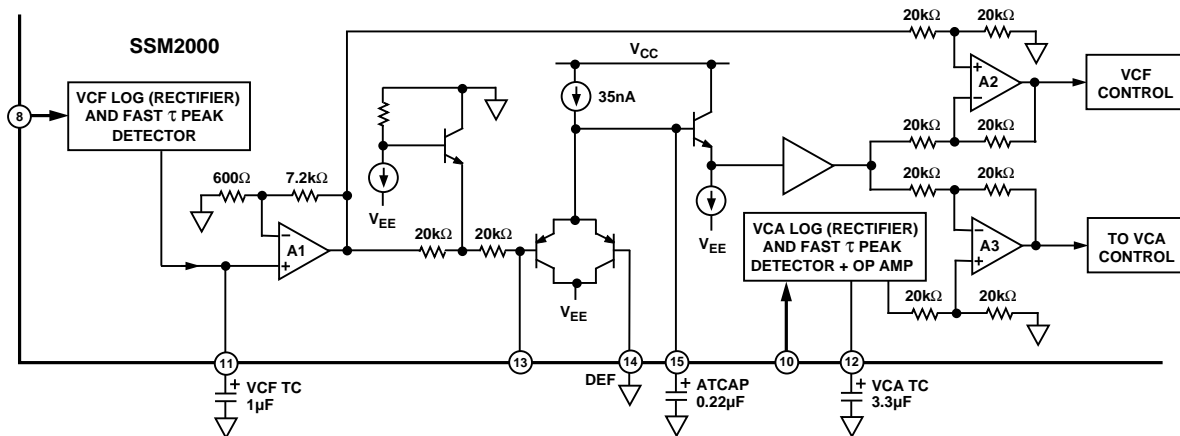 SSM2000
8
VCF LOG (RECTIFIER)
AND FAST τ PEAK
DETECTOR
600Ω
7.2kΩ
A1
−
+
11
+
VCF TC
1µF
VEE
20kΩ
20kΩ
13
VCC
35nA
VEE
14
DEF
15
+
ATCAP
0.22µF
VEE
VCA LOG (RECTIFIER)
AND FAST τ PEAK
DETECTOR + OP AMP
10
12
+
VCA TC
3.3µF
20kΩ
20kΩ
+
A2
−
20kΩ
20kΩ
VCF
CONTROL
20kΩ
20kΩ
−
A3
+
20kΩ
20kΩ
TO VCA
CONTROL